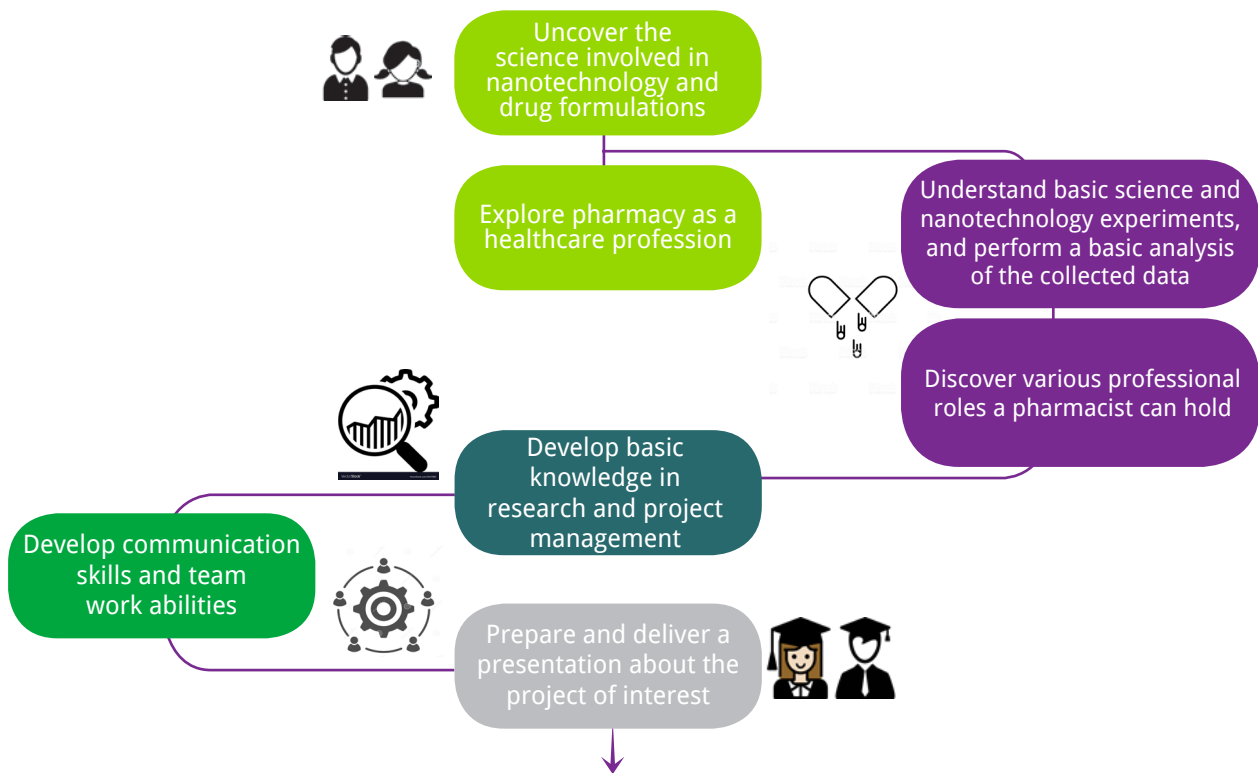 Uncover the
science involved in
nanotechnology and
drug formulations
Explore pharmacy as a
healthcare profession
Understand basic science and
nanotechnology experiments,
and perform a basic analysis
of the collected data
Discover various professional
roles a pharmacist can hold
Develop basic
knowledge in
research and project
management
Develop communication
skills and team
work abilities
Prepare and deliver a
presentation about the
project of interest